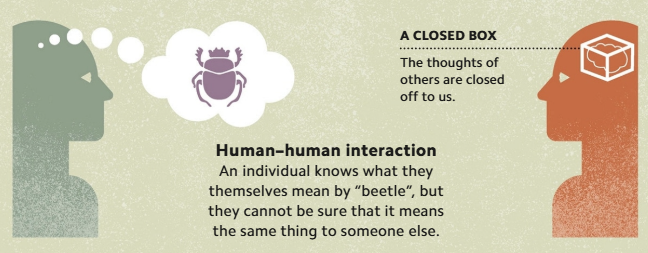 A CLOSED BOX
The thoughts of
others are closed
off to us.
Human–human interaction
An individual knows what they
themselves mean by “beetle”, but
they cannot be sure that it means
the same thing to someone else.